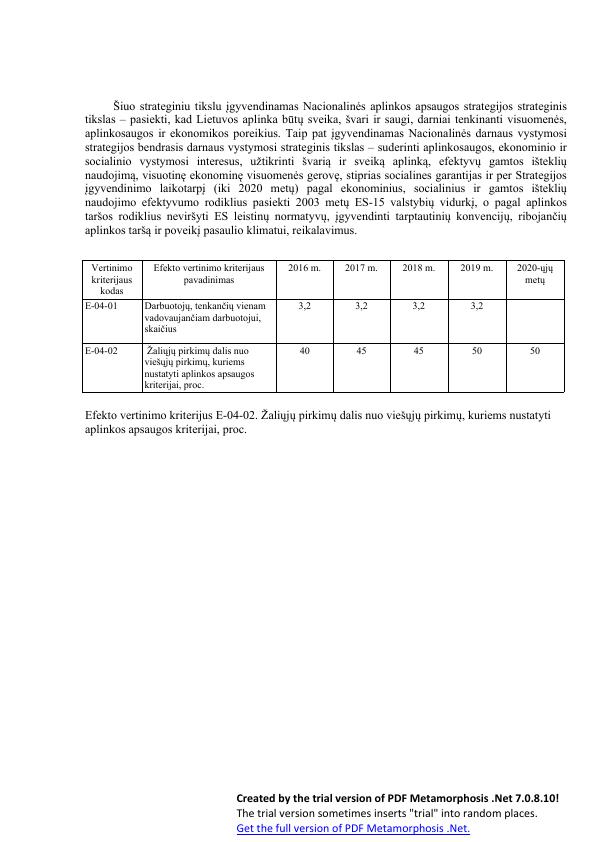 Šiuo strateginiu tikslu įgyvendinamas Nacionalinės aplinkos apsaugos strategijos strateginis
tikslas – pasiekti, kad Lietuvos aplinka būtų sveika, švari ir saugi, darniai tenkinanti visuomenės,
aplinkosaugos ir ekonomikos poreikius. Taip pat įgyvendinamas Nacionalinės darnaus vystymosi
strategijos bendrasis darnaus vystymosi strateginis tikslas – suderinti aplinkosaugos, ekonominio ir
socialinio vystymosi interesus, užtikrinti švarią ir sveiką aplinką, efektyvų gamtos išteklių
naudojimą, visuotinę ekonominę visuomenės gerovę, stiprias socialines garantijas ir per Strategijos
įgyvendinimo laikotarpį (iki 2020 metų) pagal ekonominius, socialinius ir gamtos išteklių
naudojimo efektyvumo rodiklius pasiekti 2003 metų ES-15 valstybių vidurkį, o pagal aplinkos
taršos rodiklius neviršyti ES leistinų normatyvų, įgyvendinti tarptautinių konvencijų, ribojančių
aplinkos taršą ir poveikį pasaulio klimatui, reikalavimus.
Vertinimo kriterijaus kodas Efekto vertinimo kriterijaus pavadinimas 2016 m. 2017 m. 2018 m. 2019 m. 2020-ųjų metų
E-04-01 Darbuotojų, tenkančių vienam vadovaujančiam darbuotojui, skaičius 3,2 3,2 3,2 3,2
E-04-02 Žaliųjų pirkimų dalis nuo viešųjų pirkimų, kuriems nustatyti aplinkos apsaugos kriterijai, proc. 40 45 45 50 50
Efekto vertinimo kriterijus E-04-02. Žaliųjų pirkimų dalis nuo viešųjų pirkimų, kuriems nustatyti
aplinkos apsaugos kriterijai, proc.
Created by the trial version of PDF Metamorphosis .Net 7.0.8.10!
The trial version sometimes inserts "trial" into random places.
Get the full version of PDF Metamorphosis .Net.